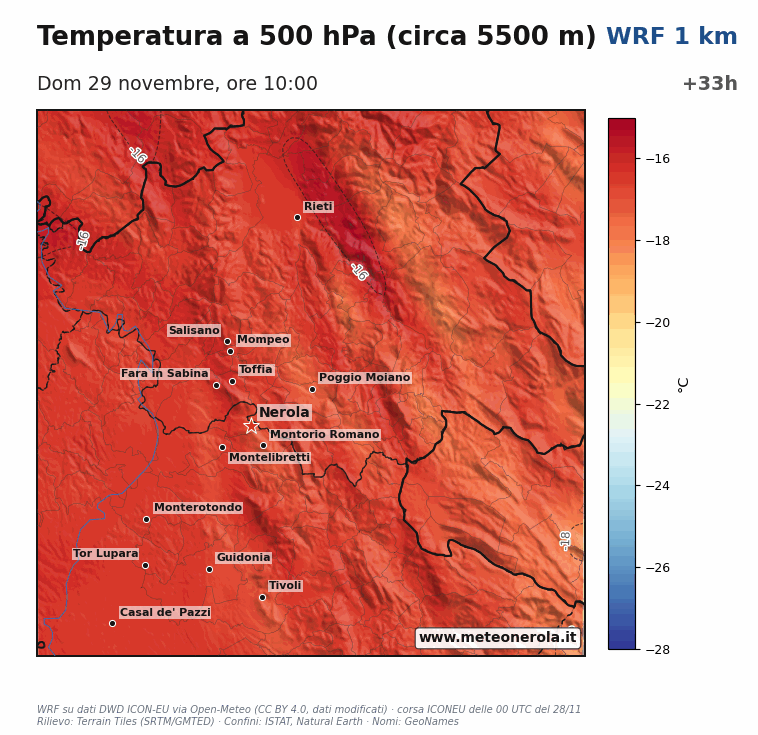 Temperatura a 500 hPa (circa 5500 m) WRF 1 km
Dom 29 novembre, ore 10:00 +33h
-16
-16
-16
-18
Rieti
Salisano
Mompeo
Toffia
Fara in Sabina
Poggio Moiano
Nerola
Montorio Romano
Montelibretti
Monterotondo
Tor Lupara
Guidonia
Tivoli
Casal de' Pazzi
www.meteonerola.it
−16
−18
−20
−22
−24
−26
−28
°C
WRF su dati DWD ICON-EU via Open-Meteo (CC BY 4.0, dati modificati) · corsa ICONEU delle 00 UTC del 28/11
Rilievo: Terrain Tiles (SRTM/GMTED) · Confini: ISTAT, Natural Earth · Nomi: GeoNames